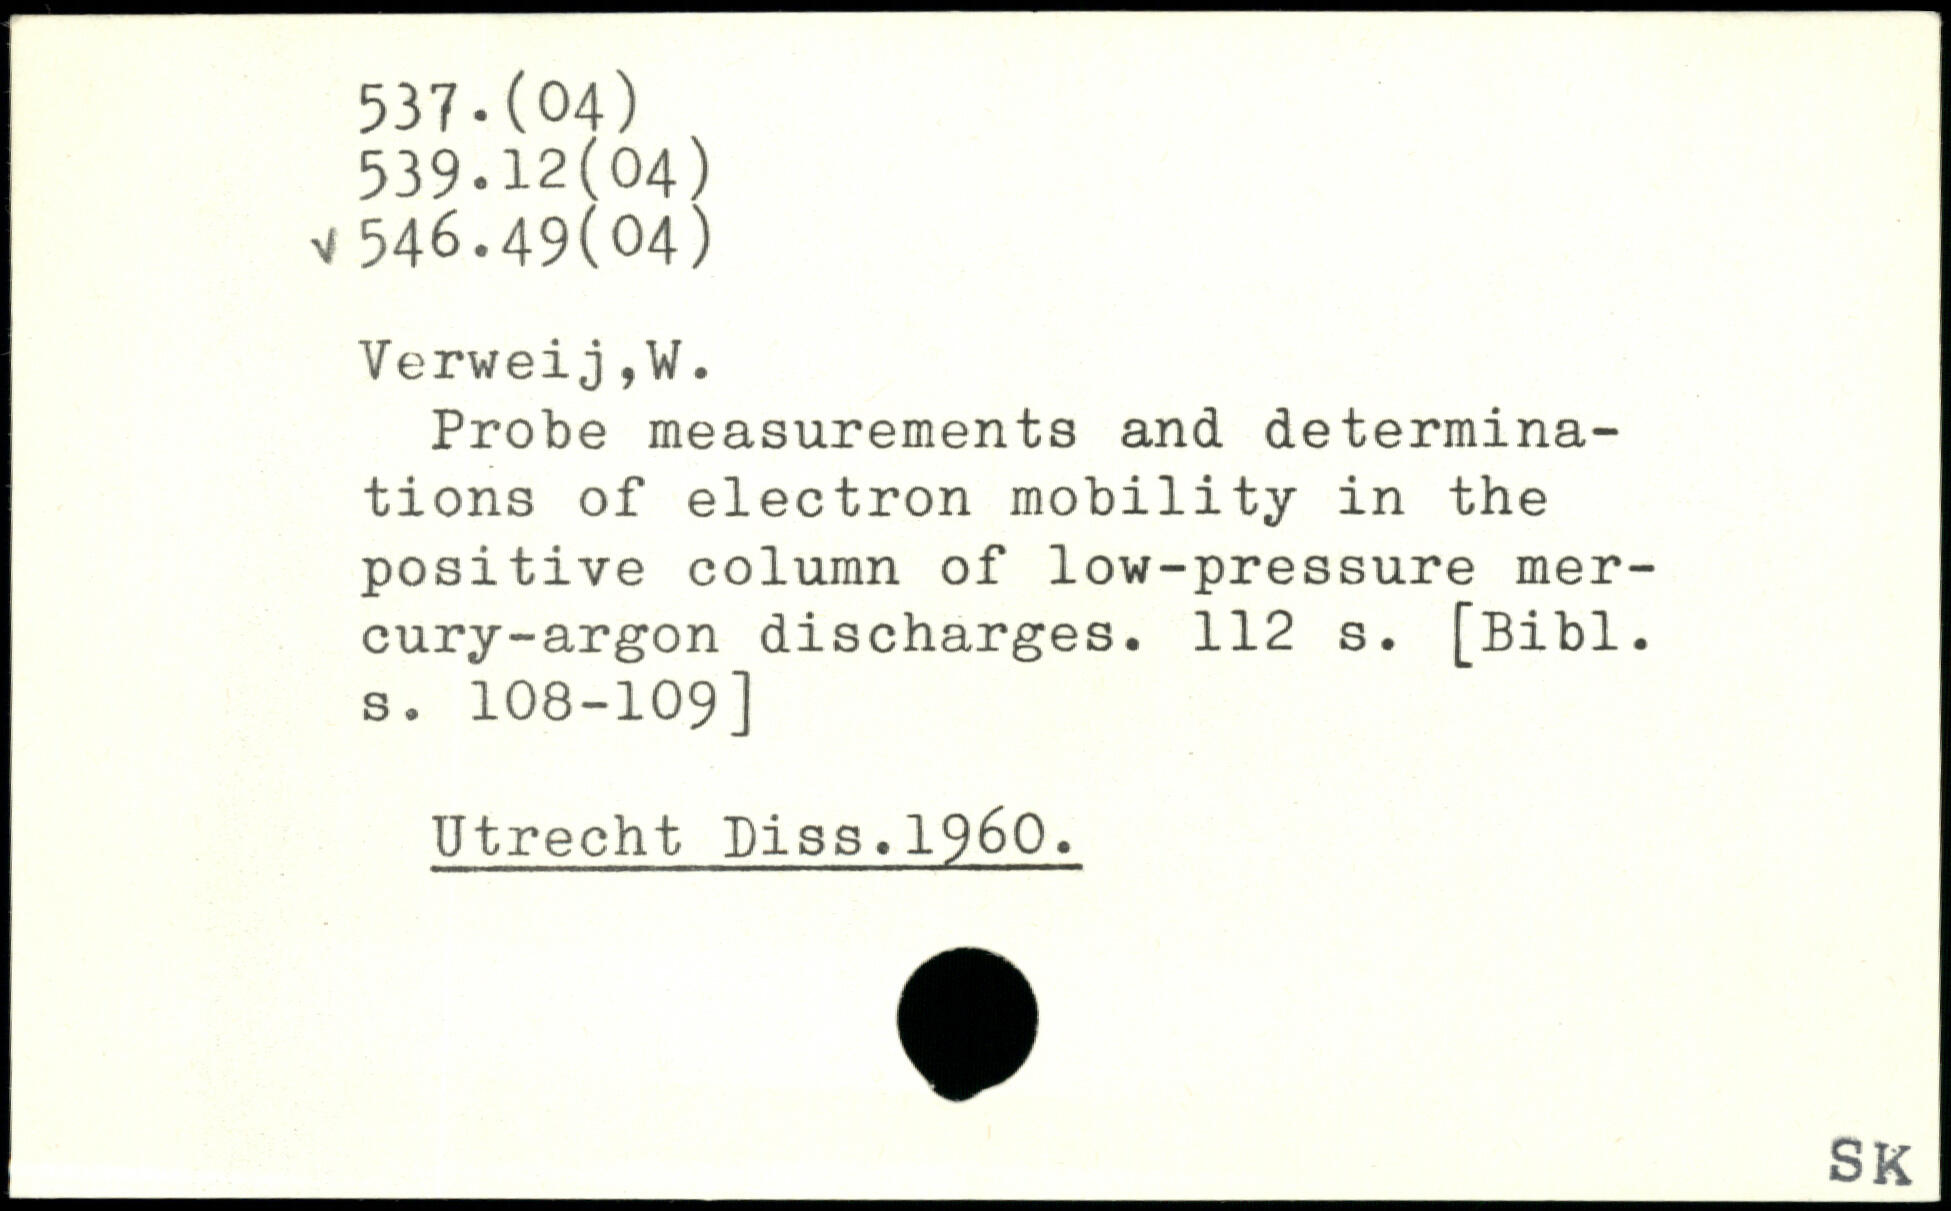 537.(04)
539.12(04)
√ 546.49(04)
Verweij,W.
Probe measurements and determina-
tions of electron mobility in the
positive column of low-pressure mer-
cury-argon discharges. 112 s. [Bibl.
s. 108-109]
Utrecht Diss.1960.
SK